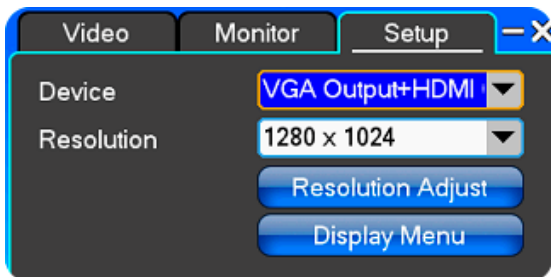 Video Monitor Setup
Device VGA Output+HDMI
Resolution 1280 x 1024
Resolution Adjust
Display Menu